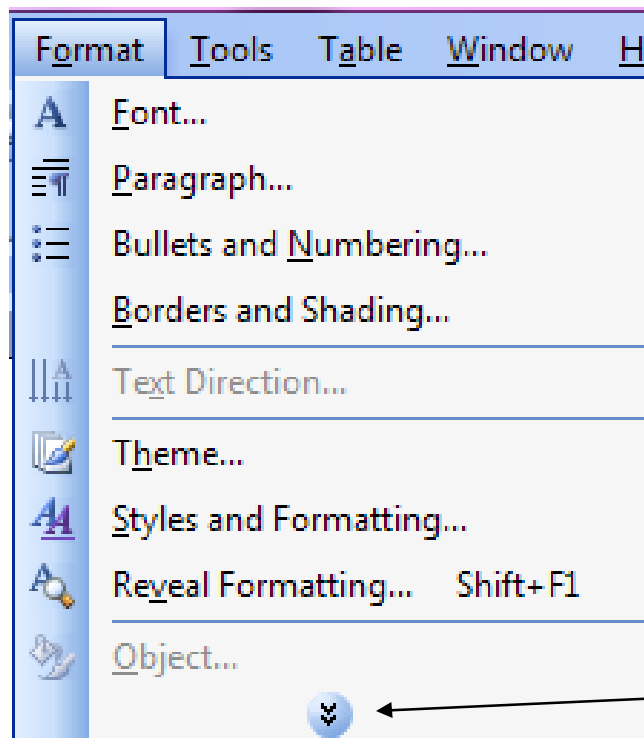 Format Tools Table Window H
Font...
Paragraph...
Bullets and Numbering...
Borders and Shading...
Text Direction...
Theme...
Styles and Formatting...
Reveal Formatting... Shift+F1
Object...